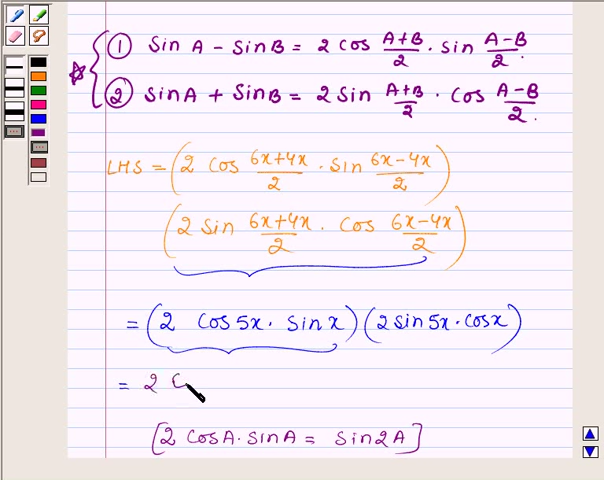 ① Sin A - Sin B = 2 cos A+B/2 . sin A-B/2.
② Sin A + Sin B = 2 Sin A+B/2 . cos A-B/2.
LHS = (2 cos 6x+4x/2 . Sin 6x-4x/2)
(2 Sin 6x+4x/2 . cos 6x-4x/2)
= (2 cos 5x . sin x) (2 sin 5x . cos x)
= 2 C
[2 cos A . sin A = sin 2A]